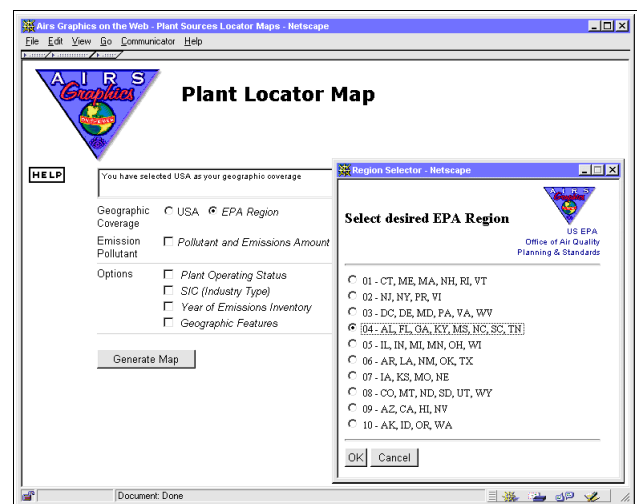 Airs Graphics on the Web - Plant Sources Locator Maps - Netscape
File Edit View Go Communicator Help
AIRS
Graphics
Plant Locator Map
HELP
You have selected USA as your geographic coverage
Geographic Coverage USA EPA Region
Emission Pollutant Pollutant and Emissions Amount
Options Plant Operating Status
SIC (Industry Type)
Year of Emissions Inventory
Geographic Features
Generate Map
Region Selector - Netscape
AIRS
Graphics
Select desired EPA Region
US EPA
Office of Air Quality
Planning & Standards
01 - CT, ME, MA, NH, RI, VT
02 - NJ, NY, PR, VI
03 - DC, DE, MD, PA, VA, WV
04 - AL, FL, GA, KY, MS, NC, SC, TN
05 - IL, IN, MI, MN, OH, WI
06 - AR, LA, NM, OK, TX
07 - IA, KS, MO, NE
08 - CO, MT, ND, SD, UT, WY
09 - AZ, CA, HI, NV
10 - AK, ID, OR, WA
OK Cancel
Document: Done